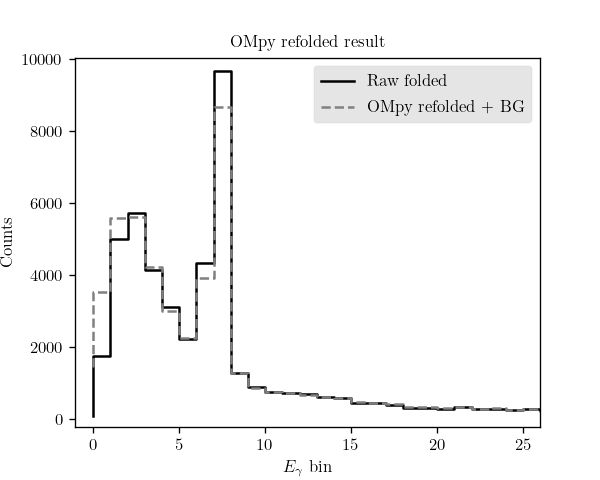 OMpy refolded result
10000
8000
6000
4000
2000
0
Counts
Raw folded
OMpy refolded + BG
0 5 10 15 20 25
Eγ bin